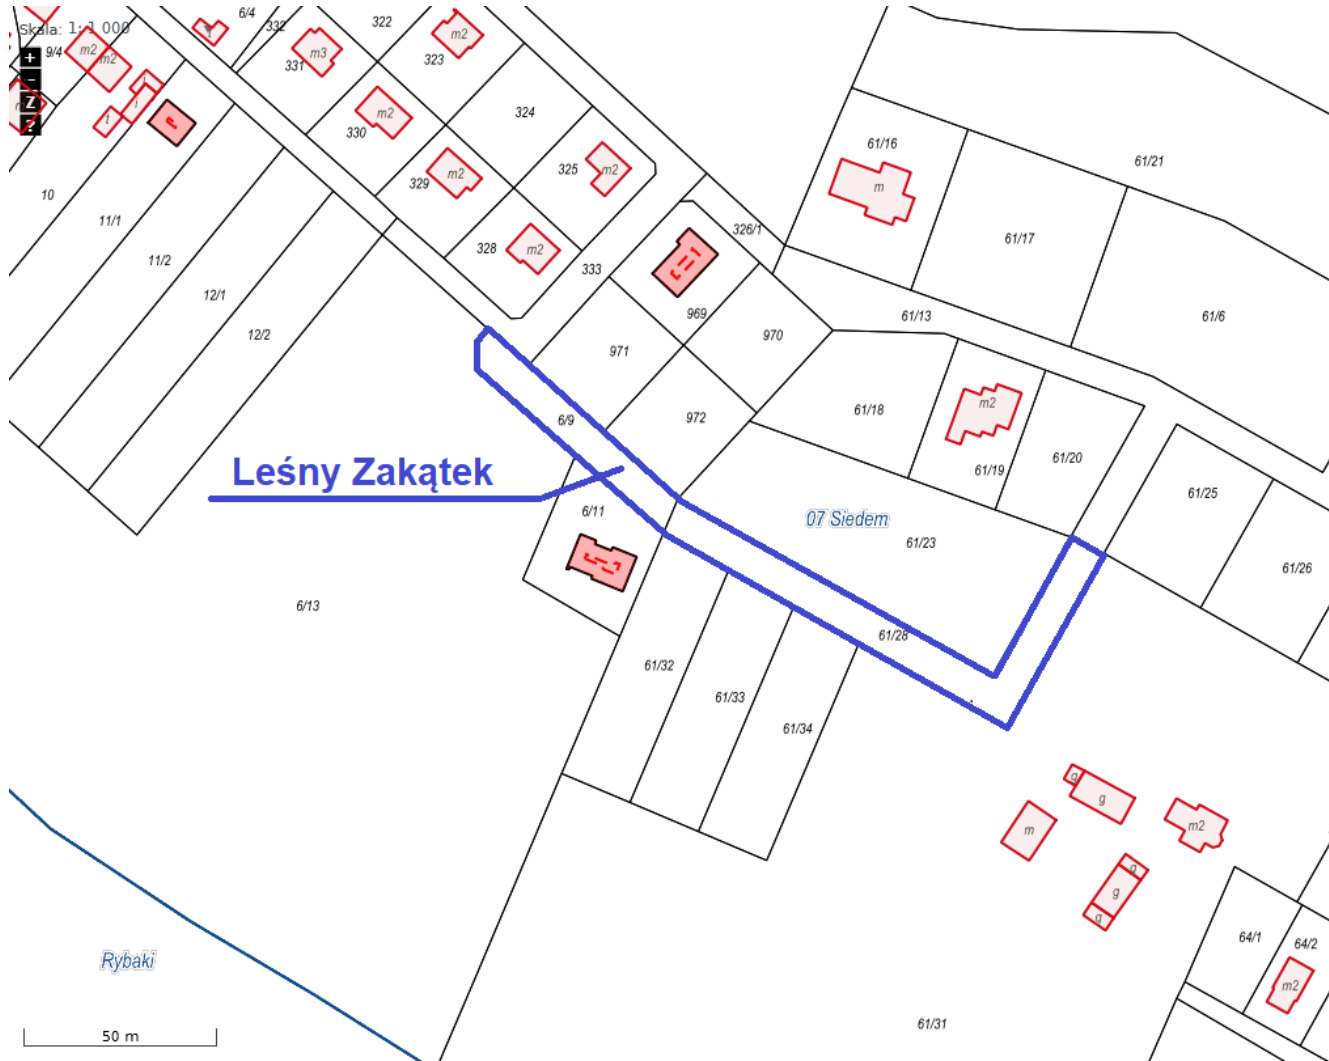 Skala: 1: 1 000
6/4
332
322
9/4
m2
m2
m3
331
323
m2
324
i
i
t
m2
330
m2
329
325
m2
61/16
m
61/21
10
11/1
11/2
12/1
12/2
328
m2
333
326/1
61/17
969
970
971
61/13
61/6
972
6/9
61/18
m2
61/19
61/20
61/25
Leśny Zakątek
6/11
07 Siedem
61/23
61/26
6/13
61/28
61/32
61/33
61/34
g
g
m
m2
g
g
g
64/1
64/2
m2
Rybaki
61/31
50 m